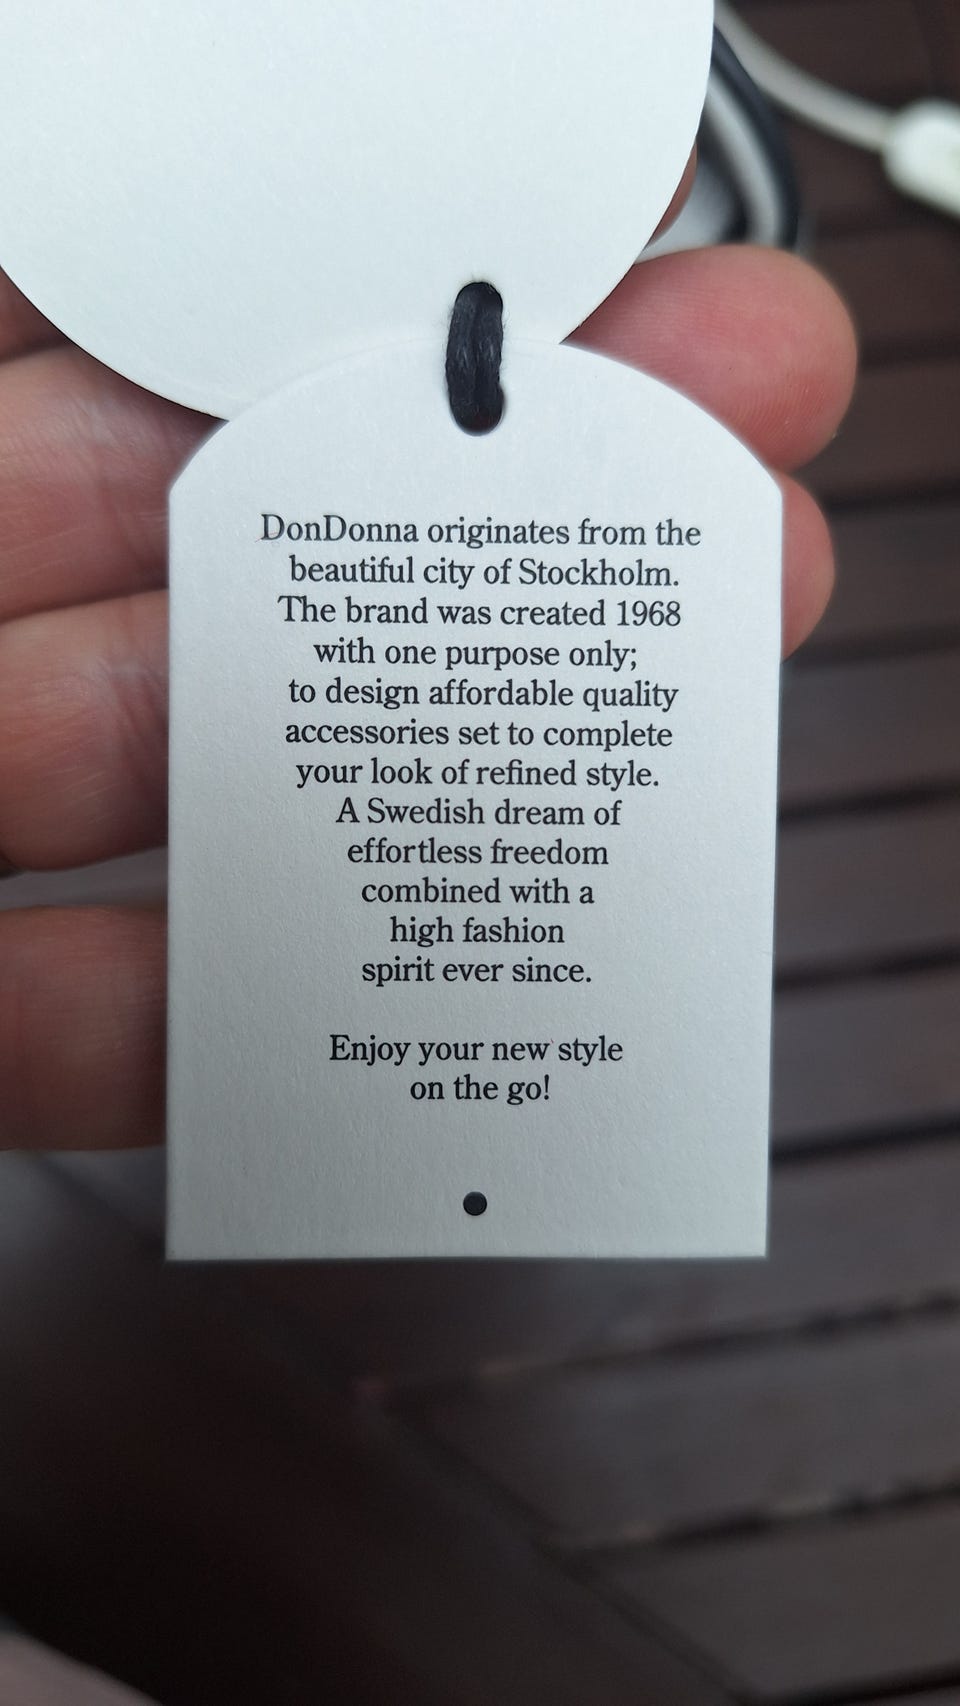 DonDonna originates from the
beautiful city of Stockholm.
The brand was created 1968
with one purpose only;
to design affordable quality
accessories set to complete
your look of refined style.
A Swedish dream of
effortless freedom
combined with a
high fashion
spirit ever since.
Enjoy your new style
on the go!